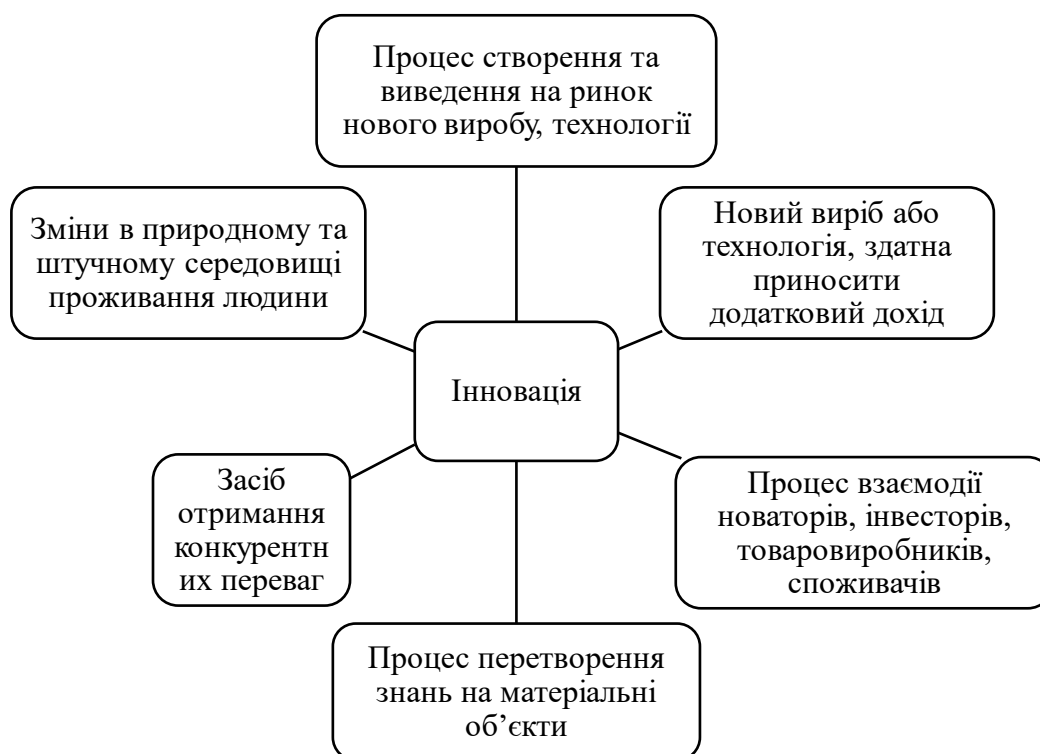 Процес створення та
виведення на ринок
нового виробу, технології
Зміни в природному та
штучному середовищі
проживання людини
Новий виріб або
технологія, здатна
приносити
додатковий дохід
Інновація
Засіб
отримання
конкурентн
их переваг
Процес взаємодії
новаторів, інвесторів,
товаровиробників,
споживачів
Процес перетворення
знань на матеріальні
об’єкти